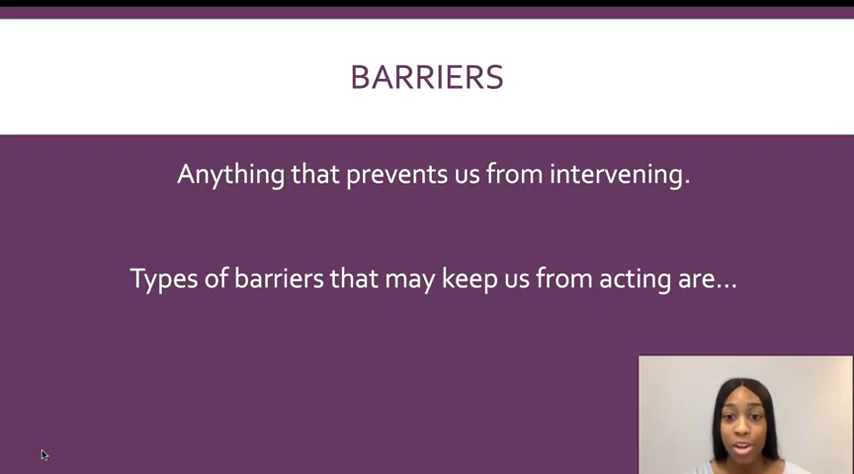 BARRIERS
Anything that prevents us from intervening.
Types of barriers that may keep us from acting are...